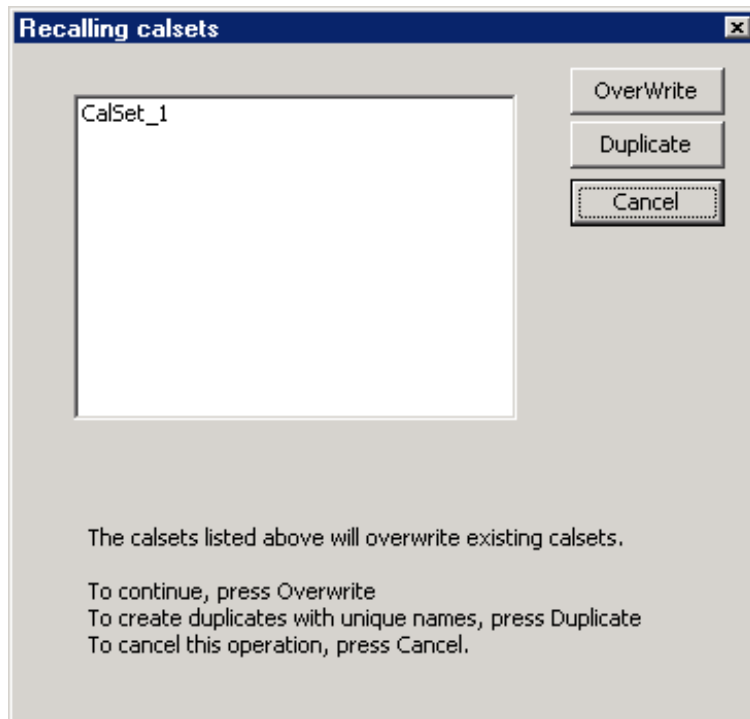 Recalling calsets
CalSet_1
OverWrite
Duplicate
Cancel
The calsets listed above will overwrite existing calsets.
To continue, press Overwrite
To create duplicates with unique names, press Duplicate
To cancel this operation, press Cancel.